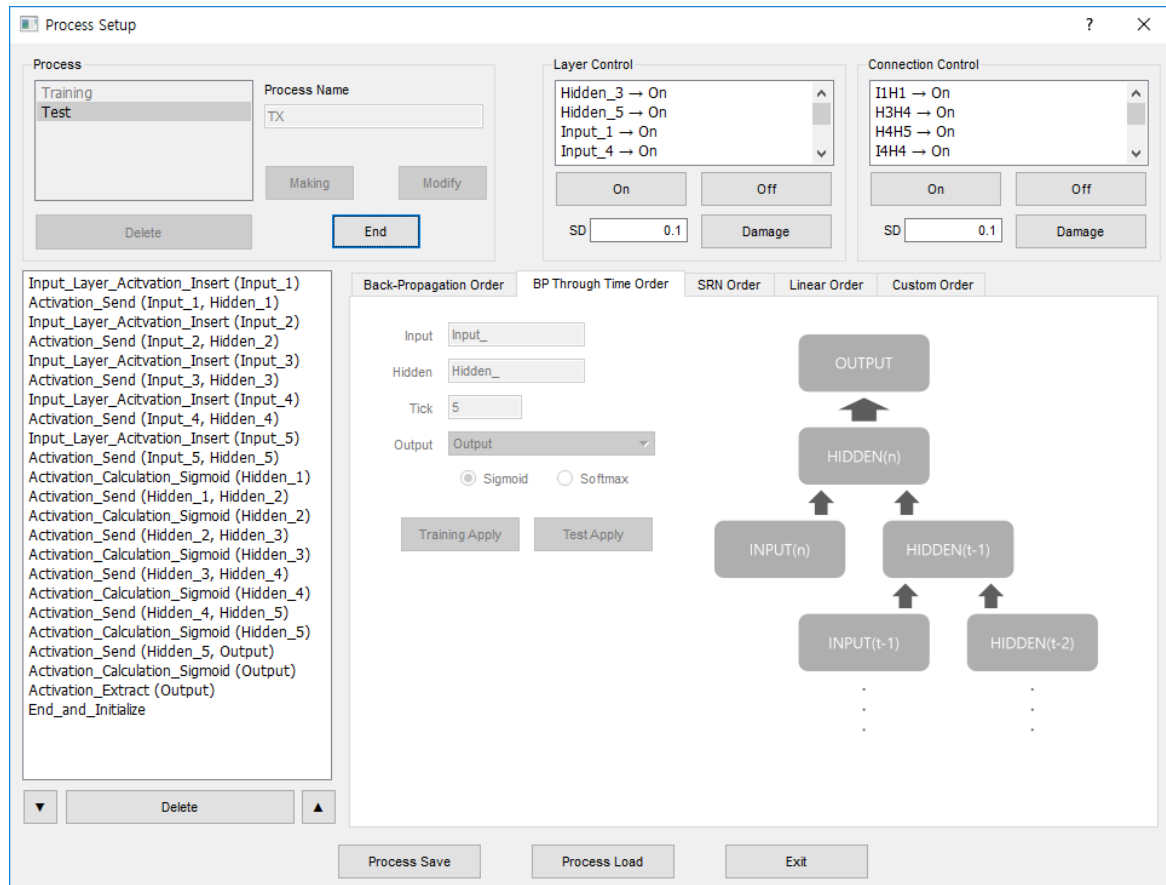 Process Setup
?
Process
Training
Test
Process Name
TX
Making
Modify
Delete
End
Layer Control
Hidden_3 → On
Hidden_5 → On
Input_1 → On
Input_4 → On
On
Off
SD
0.1
Damage
Connection Control
I1H1 → On
H3H4 → On
H4H5 → On
I4H4 → On
On
Off
SD
0.1
Damage
Input_Layer_Acitvation_Insert (Input_1)
Activation_Send (Input_1, Hidden_1)
Input_Layer_Acitvation_Insert (Input_2)
Activation_Send (Input_2, Hidden_2)
Input_Layer_Acitvation_Insert (Input_3)
Activation_Send (Input_3, Hidden_3)
Input_Layer_Acitvation_Insert (Input_4)
Activation_Send (Input_4, Hidden_4)
Input_Layer_Acitvation_Insert (Input_5)
Activation_Send (Input_5, Hidden_5)
Activation_Calculation_Sigmoid (Hidden_1)
Activation_Send (Hidden_1, Hidden_2)
Activation_Calculation_Sigmoid (Hidden_2)
Activation_Send (Hidden_2, Hidden_3)
Activation_Calculation_Sigmoid (Hidden_3)
Activation_Send (Hidden_3, Hidden_4)
Activation_Calculation_Sigmoid (Hidden_4)
Activation_Send (Hidden_4, Hidden_5)
Activation_Calculation_Sigmoid (Hidden_5)
Activation_Send (Hidden_5, Output)
Activation_Calculation_Sigmoid (Output)
Activation_Extract (Output)
End_and_Initialize
▼
Delete
▲
Back-Propagation Order
BP Through Time Order
SRN Order
Linear Order
Custom Order
Input
Input_
Hidden
Hidden_
Tick
5
Output
Output
Sigmoid
Softmax
Training Apply
Test Apply
OUTPUT
HIDDEN(n)
INPUT(n)
HIDDEN(t-1)
INPUT(t-1)
HIDDEN(t-2)
Process Save
Process Load
Exit